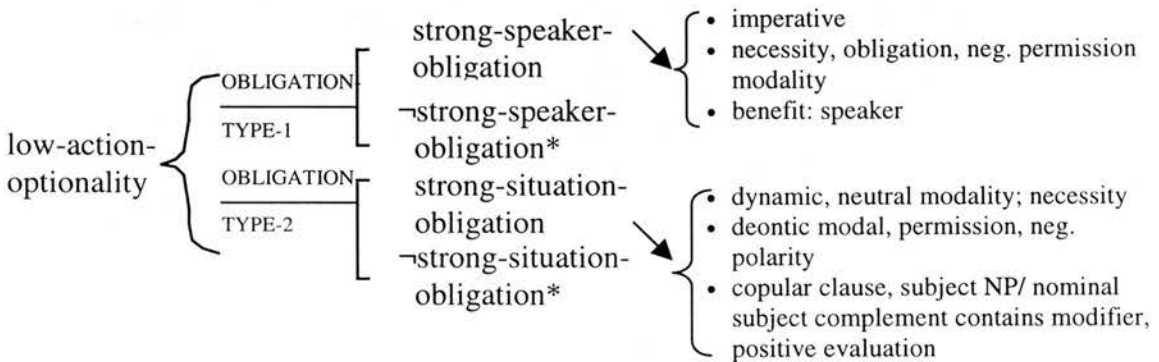 low-action-
optionality
OBLIGATION-
TYPE-1
strong-speaker-
obligation
¬strong-speaker-
obligation*
• imperative
• necessity, obligation, neg. permission
modality
• benefit: speaker
OBLIGATION-
TYPE-2
strong-situation-
obligation
¬strong-situation-
obligation*
• dynamic, neutral modality; necessity
• deontic modal, permission, neg.
polarity
• copular clause, subject NP/ nominal
subject complement contains modifier,
positive evaluation